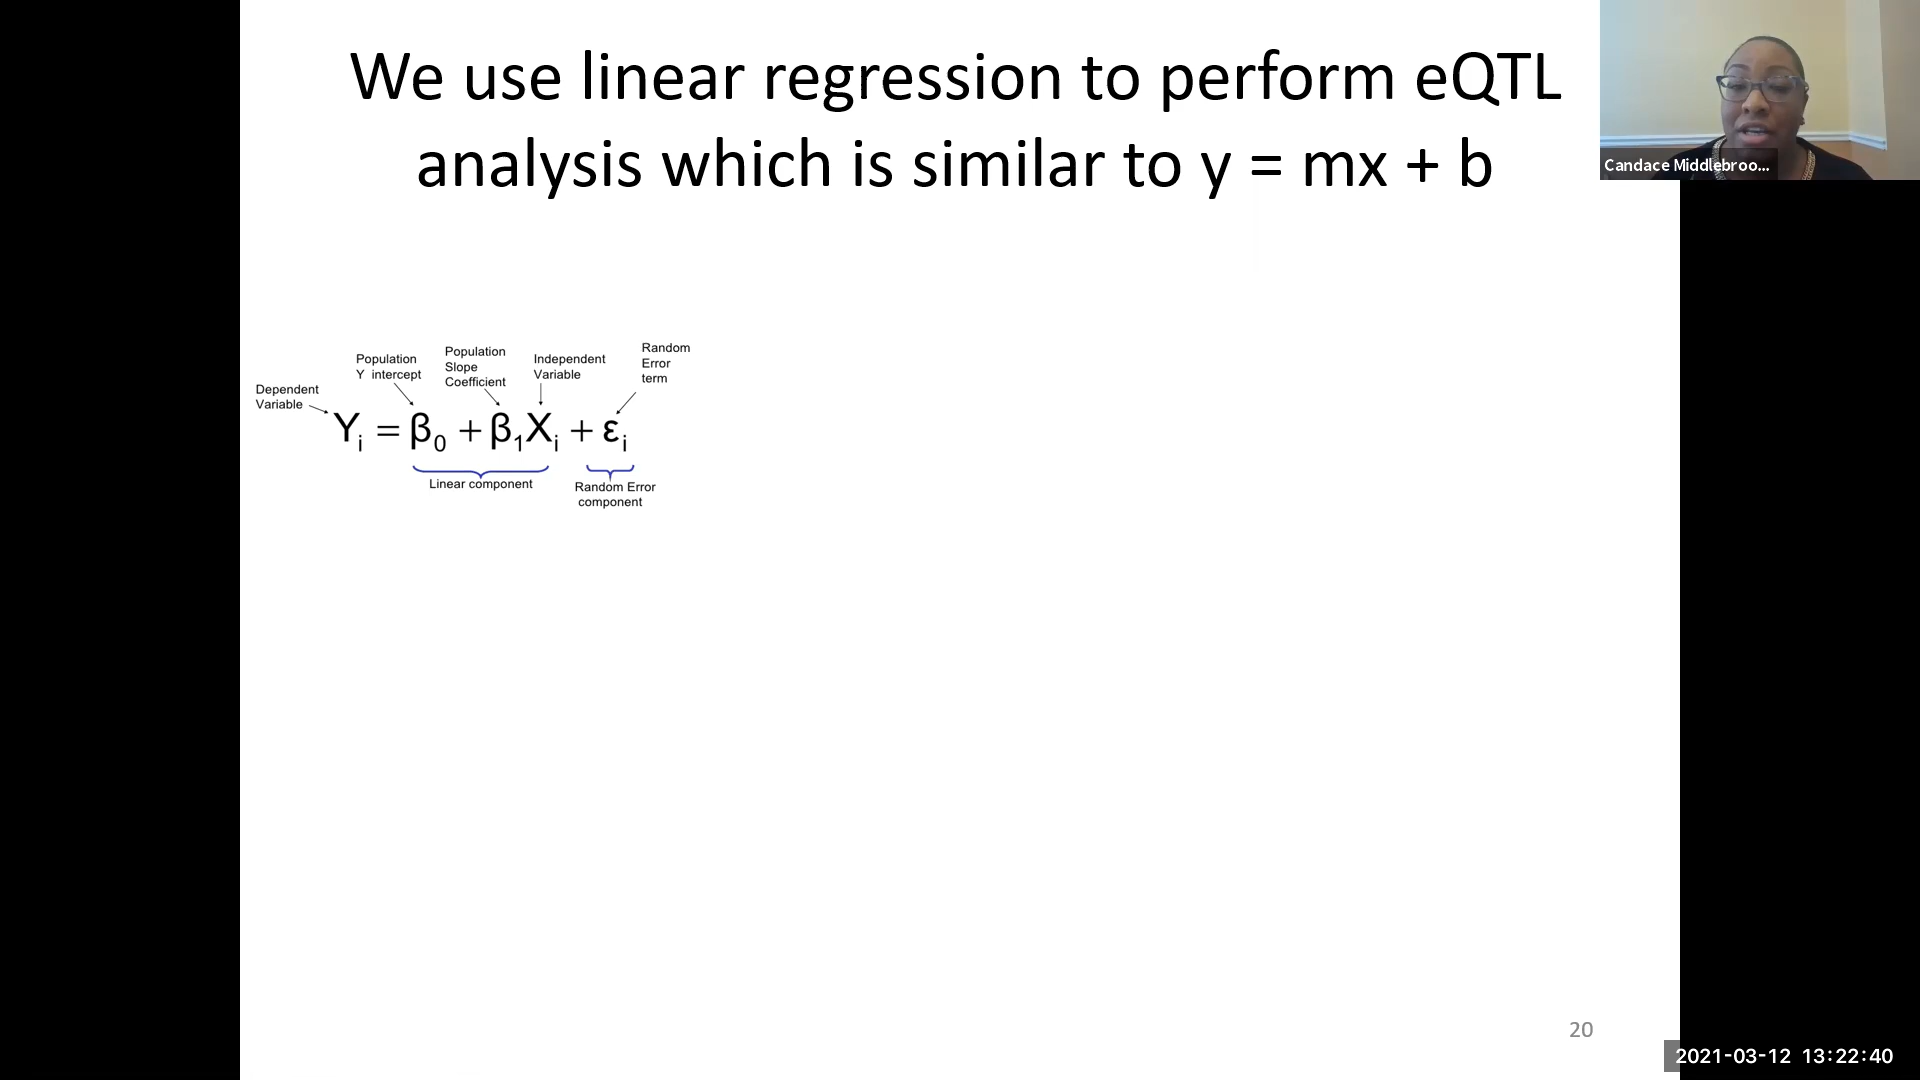 We use linear regression to perform eQTL
analysis which is similar to y = mx + b
Candace Middlebroo...
Random
Error
term
Population
Slope
Coefficient
Population
Y intercept
Independent
Variable
Dependent
Variable
Yᵢ = β₀ + β₁Xᵢ + εᵢ
Linear component
Random Error
component
20
2021-03-12 13:22:40